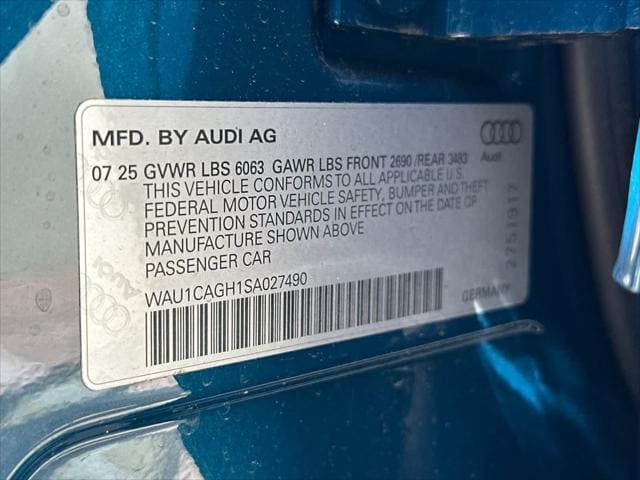 MFD. BY AUDI AG
Audi
07 25 GVWR LBS 6063 GAWR LBS FRONT 2690 /REAR 3483
THIS VEHICLE CONFORMS TO ALL APPLICABLE U.S.
FEDERAL MOTOR VEHICLE SAFETY, BUMPER AND THEFT
PREVENTION STANDARDS IN EFFECT ON THE DATE OF
MANUFACTURE SHOWN ABOVE
PASSENGER CAR
WAU1CAGH1SA027490
GERMANY
2751917
Audi